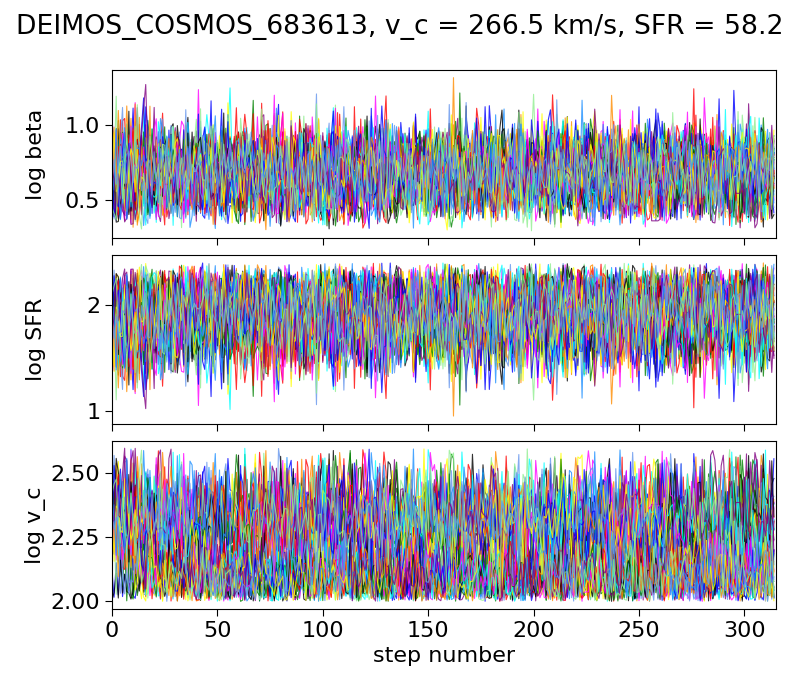 DEIMOS_COSMOS_683613, v_c = 266.5 km/s, SFR = 58.2
1.0
0.5
log beta
2
1
log SFR
2.50
2.25
2.00
log v_c
0 50 100 150 200 250 300
step number